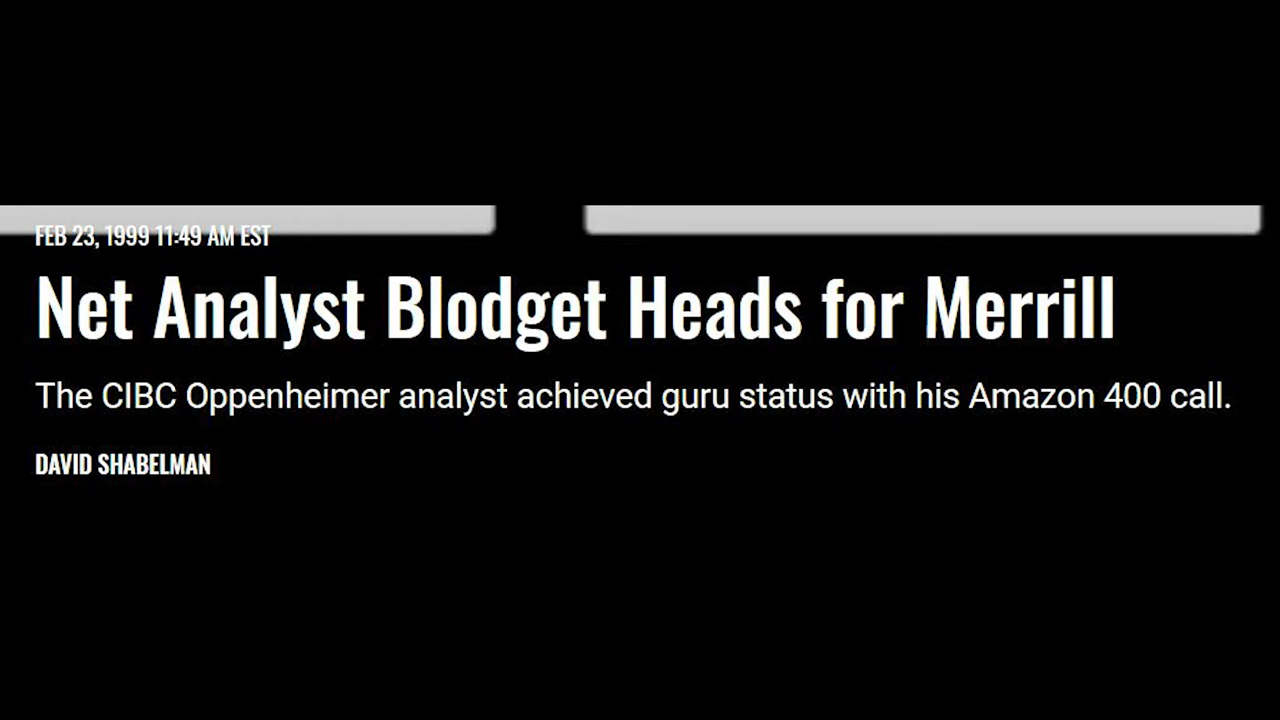 FEB 23, 1999 11:49 AM EST
Net Analyst Blodget Heads for Merrill
The CIBC Oppenheimer analyst achieved guru status with his Amazon 400 call.
DAVID SHABELMAN